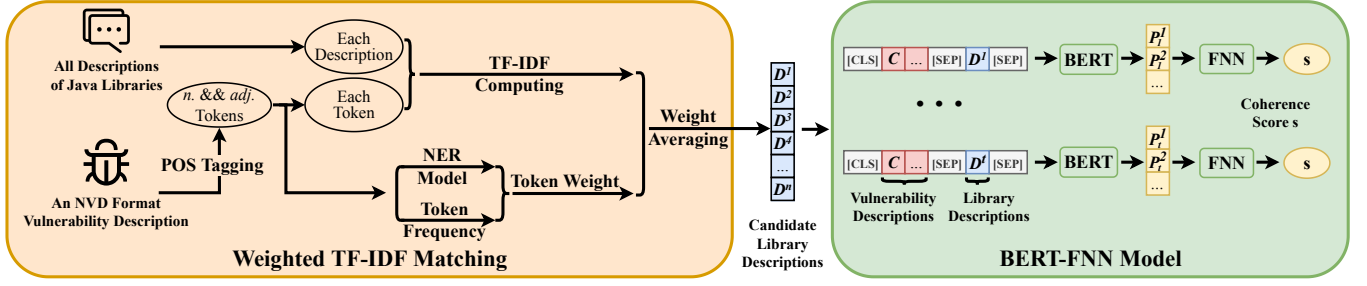 All Descriptions
of Java Libraries
Each
Description
n. && adj.
Tokens
Each
Token
TF-IDF
Computing
POS Tagging
An NVD Format
Vulnerability Description
NER
Model
Token
Frequency
Token Weight
Weight
Averaging
Weighted TF-IDF Matching
D1
D2
D3
D4
...
Dn
Candidate
Library
Descriptions
[CLS] C ... [SEP] D1 [SEP]
BERT
P11
P12
...
FNN
s
• • •
Coherence
Score s
[CLS] C ... [SEP] Dt [SEP]
BERT
Pt1
Pt2
...
FNN
s
Vulnerability
Descriptions
Library
Descriptions
BERT-FNN Model